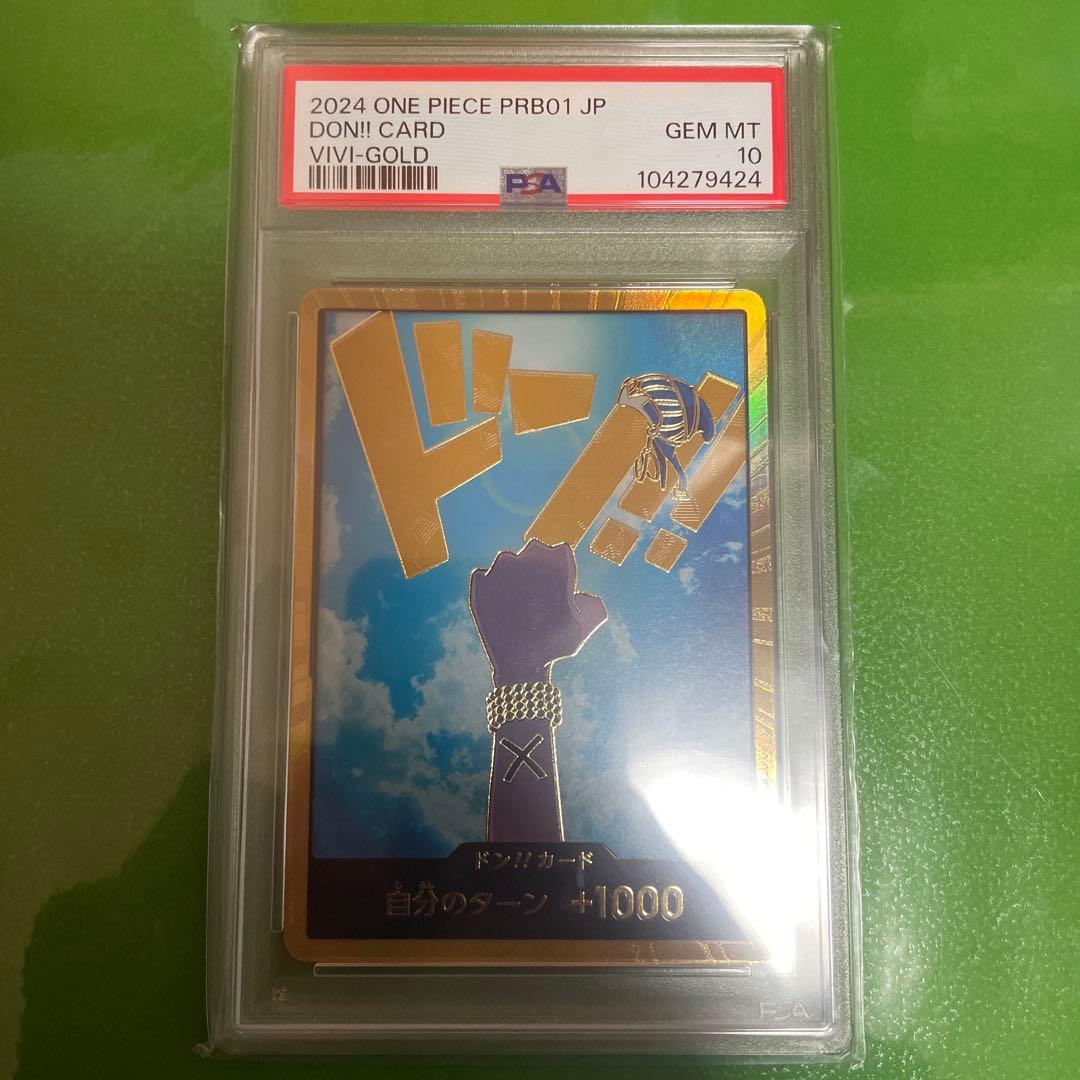 2024 ONE PIECE PRB01 JP
DON!! CARD GEM MT
VIVI-GOLD 10
PSA 104279424
ドン!!
ドン!!カード
自分のターン +1000
PSA